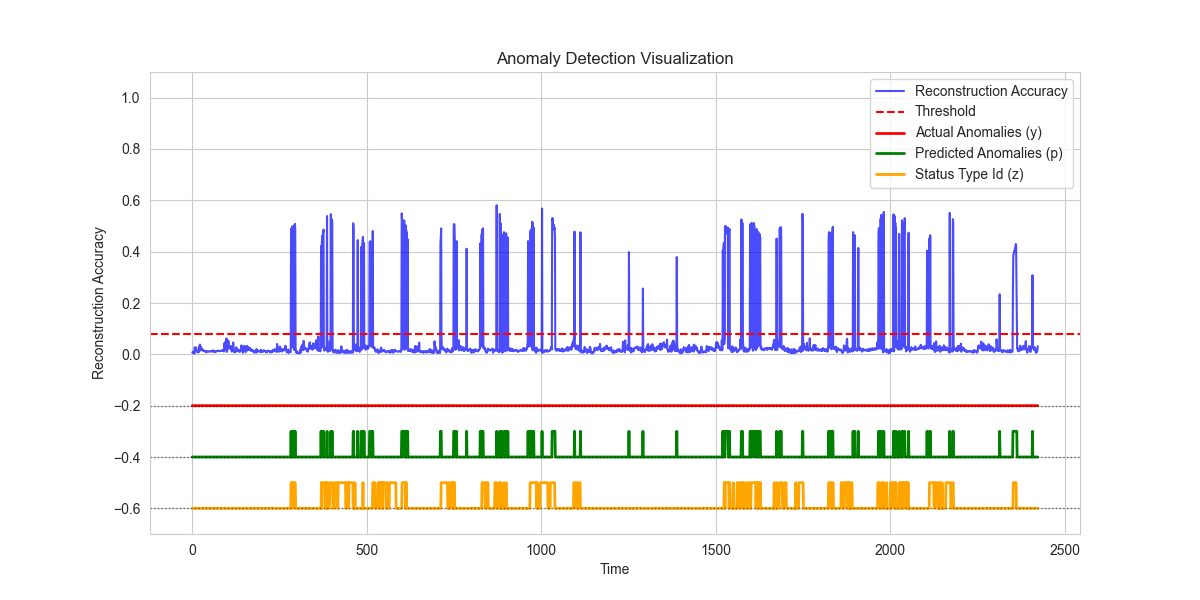 Anomaly Detection Visualization
Reconstruction Accuracy
Threshold
Actual Anomalies (y)
Predicted Anomalies (p)
Status Type Id (z)
Reconstruction Accuracy
1.0
0.8
0.6
0.4
0.2
0.0
−0.2
−0.4
−0.6
0 500 1000 1500 2000 2500
Time